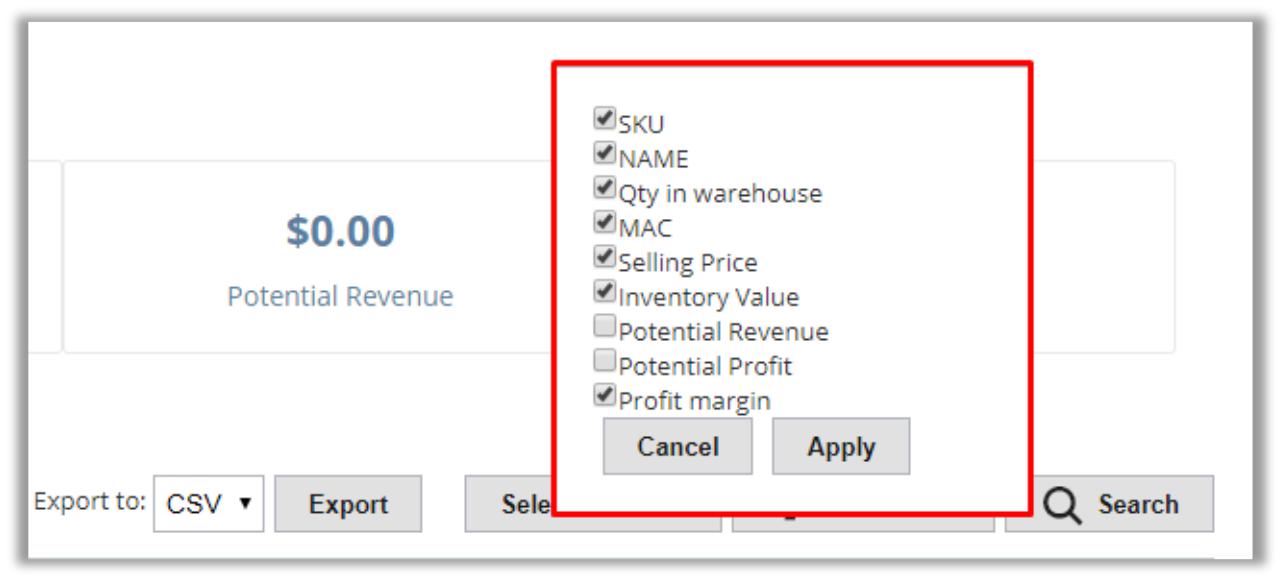 SKU
NAME
Qty in warehouse
MAC
Selling Price
Inventory Value
Potential Revenue
Potential Profit
Profit margin
Cancel Apply
$0.00
Potential Revenue
Export to: CSV Export Sele Search